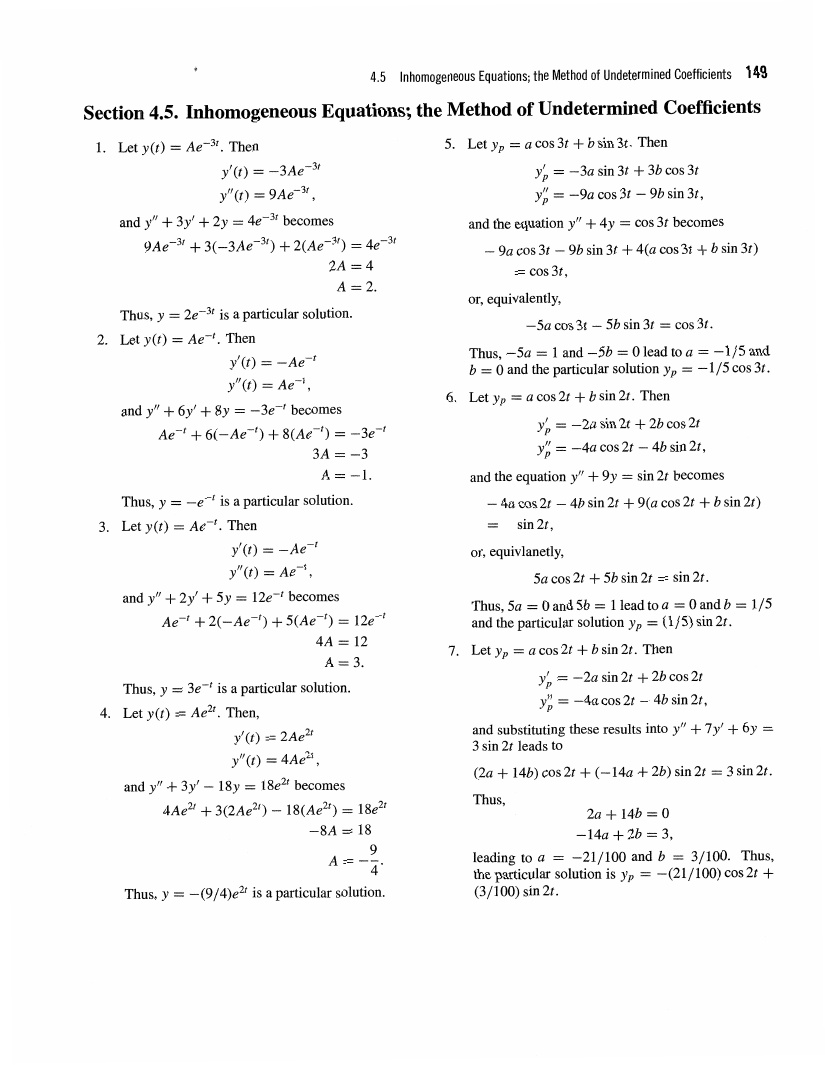 4.5 Inhomogeneous Equations; the Method of Undetermined Coefficients 149
Section 4.5. Inhomogeneous Equations; the Method of Undetermined Coefficients
1. Let y(t) = Ae^{-3t}. Then
y'(t) = -3Ae^{-3t}
y''(t) = 9Ae^{-3t},
and y'' + 3y' + 2y = 4e^{-3t} becomes
9Ae^{-3t} + 3(-3Ae^{-3t}) + 2(Ae^{-3t}) = 4e^{-3t}
2A = 4
A = 2.
Thus, y = 2e^{-3t} is a particular solution.
2. Let y(t) = Ae^{-t}. Then
y'(t) = -Ae^{-t}
y''(t) = Ae^{-t},
and y'' + 6y' + 8y = -3e^{-t} becomes
Ae^{-t} + 6(-Ae^{-t}) + 8(Ae^{-t}) = -3e^{-t}
3A = -3
A = -1.
Thus, y = -e^{-t} is a particular solution.
3. Let y(t) = Ae^{-t}. Then
y'(t) = -Ae^{-t}
y''(t) = Ae^{-t},
and y'' + 2y' + 5y = 12e^{-t} becomes
Ae^{-t} + 2(-Ae^{-t}) + 5(Ae^{-t}) = 12e^{-t}
4A = 12
A = 3.
Thus, y = 3e^{-t} is a particular solution.
4. Let y(t) = Ae^{2t}. Then,
y'(t) = 2Ae^{2t}
y''(t) = 4Ae^{2t},
and y'' + 3y' - 18y = 18e^{2t} becomes
4Ae^{2t} + 3(2Ae^{2t}) - 18(Ae^{2t}) = 18e^{2t}
-8A = 18
A = -9/4.
Thus, y = -(9/4)e^{2t} is a particular solution.
5. Let y_p = a cos 3t + b sin 3t. Then
y'_p = -3a sin 3t + 3b cos 3t
y''_p = -9a cos 3t - 9b sin 3t,
and the equation y'' + 4y = cos 3t becomes
- 9a cos 3t - 9b sin 3t + 4(a cos 3t + b sin 3t)
= cos 3t,
or, equivalently,
-5a cos 3t - 5b sin 3t = cos 3t.
Thus, -5a = 1 and -5b = 0 lead to a = -1/5 and
b = 0 and the particular solution y_p = -1/5 cos 3t.
6. Let y_p = a cos 2t + b sin 2t. Then
y'_p = -2a sin 2t + 2b cos 2t
y''_p = -4a cos 2t - 4b sin 2t,
and the equation y'' + 9y = sin 2t becomes
- 4a cos 2t - 4b sin 2t + 9(a cos 2t + b sin 2t)
= sin 2t,
or, equivlanetly,
5a cos 2t + 5b sin 2t = sin 2t.
Thus, 5a = 0 and 5b = 1 lead to a = 0 and b = 1/5
and the particular solution y_p = (1/5) sin 2t.
7. Let y_p = a cos 2t + b sin 2t. Then
y'_p = -2a sin 2t + 2b cos 2t
y''_p = -4a cos 2t - 4b sin 2t,
and substituting these results into y'' + 7y' + 6y =
3 sin 2t leads to
(2a + 14b) cos 2t + (-14a + 2b) sin 2t = 3 sin 2t.
Thus,
2a + 14b = 0
-14a + 2b = 3,
leading to a = -21/100 and b = 3/100. Thus,
the particular solution is y_p = -(21/100) cos 2t +
(3/100) sin 2t.